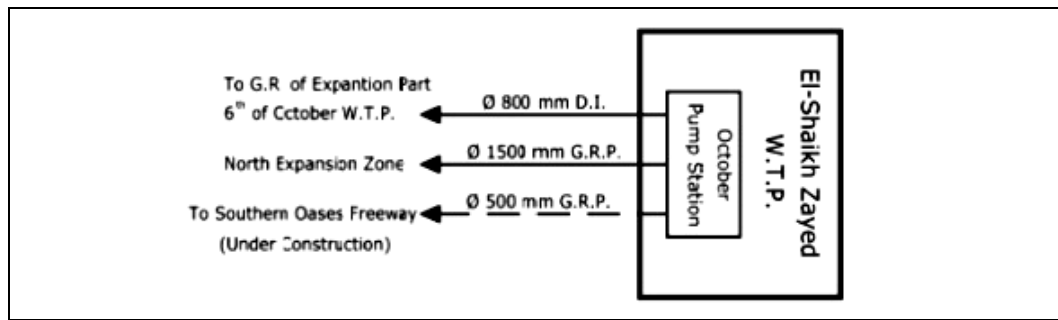 To G.R of Expantion Part
6th of Cctober W.T.P.
Ø 800 mm D.I.
North Expansion Zone
Ø 1500 mm G.R.P.
To Southern Oases Freeway
(Under Construction)
Ø 500 mm G.R.P.
October
Pump Station
El-Shaikh Zayed
W.T.P.